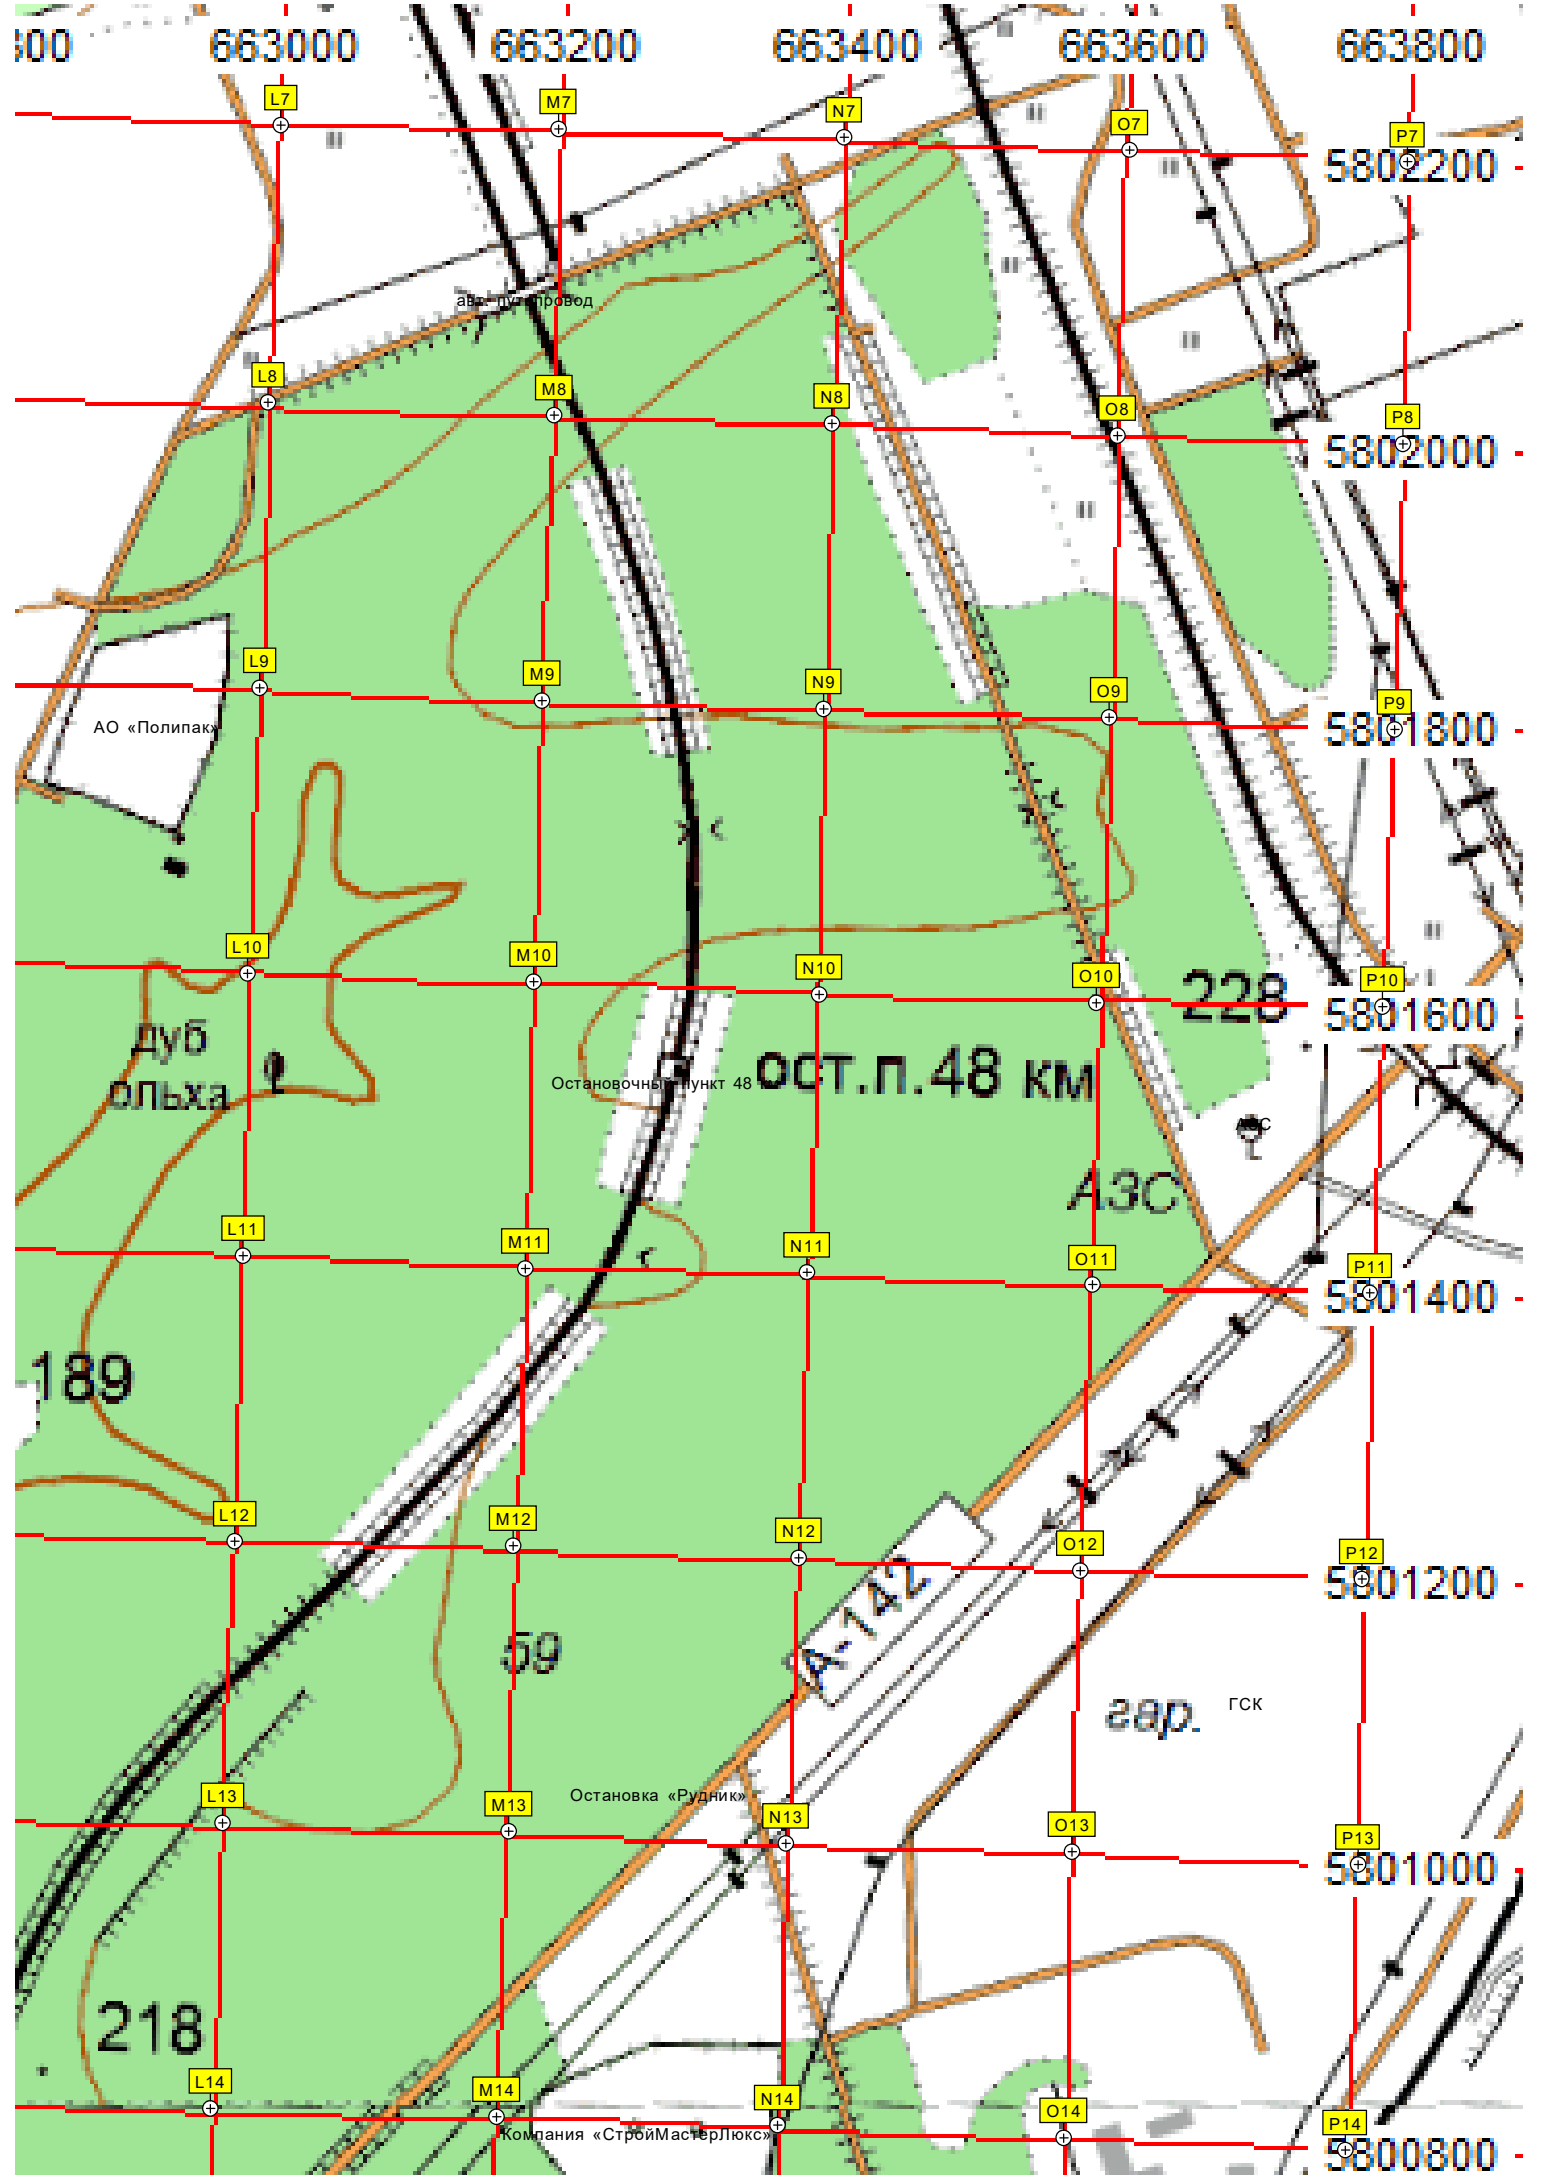 663000 663200 663400 663600 663800
L7 M7 N7 O7 P7
5802200
L8 M8 N8 O8 P8
5802000
L9 M9 N9 O9 P9
АО «Полипак»
5801800
L10 M10 N10 O10 P10
228
5801600
дуб
ольха
Остановочный пункт 48
ост.п.48 км
АЗС
АЗС
L11 M11 N11 O11 P11
5801400
189
L12 M12 N12 O12 P12
5801200
А-142
59
гар.
ГСК
Остановка «Рудник»
L13 M13 N13 O13 P13
5801000
218
L14 M14 N14 O14 P14
Компания «СтройМастерЛюкс»
5800800